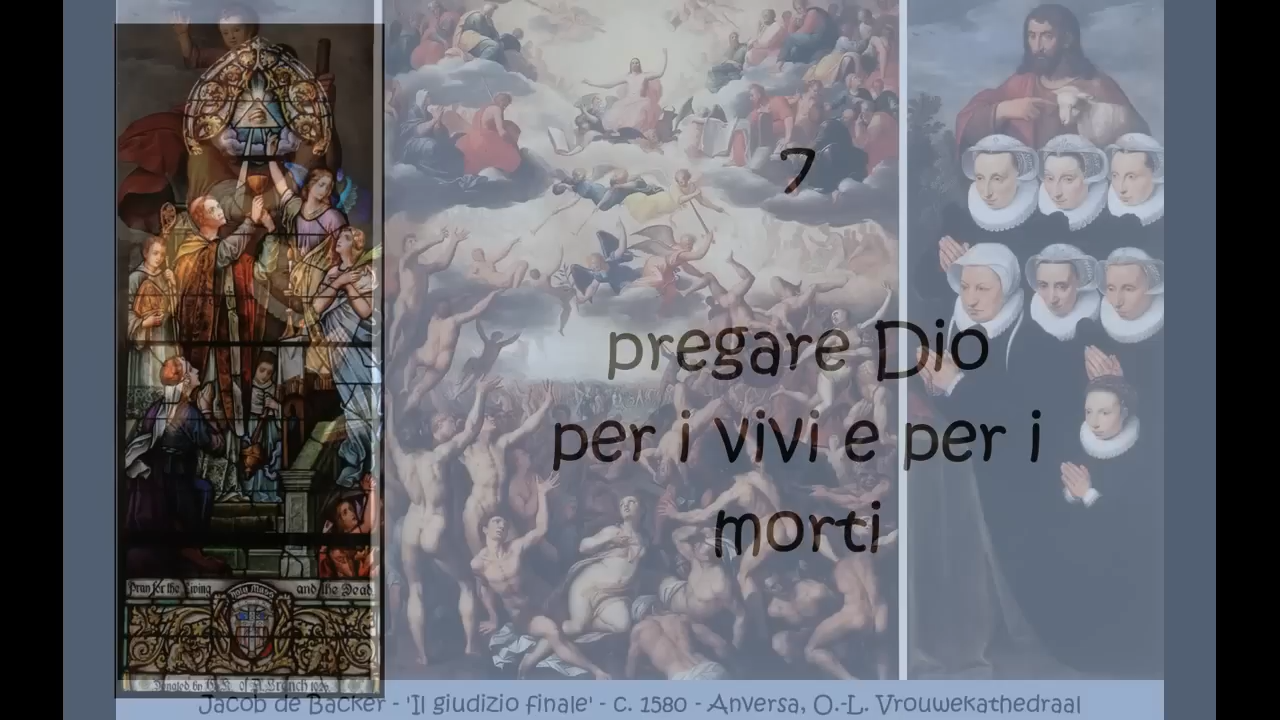 7
pregare Dio
per i vivi e per i
morti
Pray for the Living and the Dead
Jacob de Backer - 'Il giudizio finale' - c. 1580 - Anversa, O.-L. Vrouwekathedraal